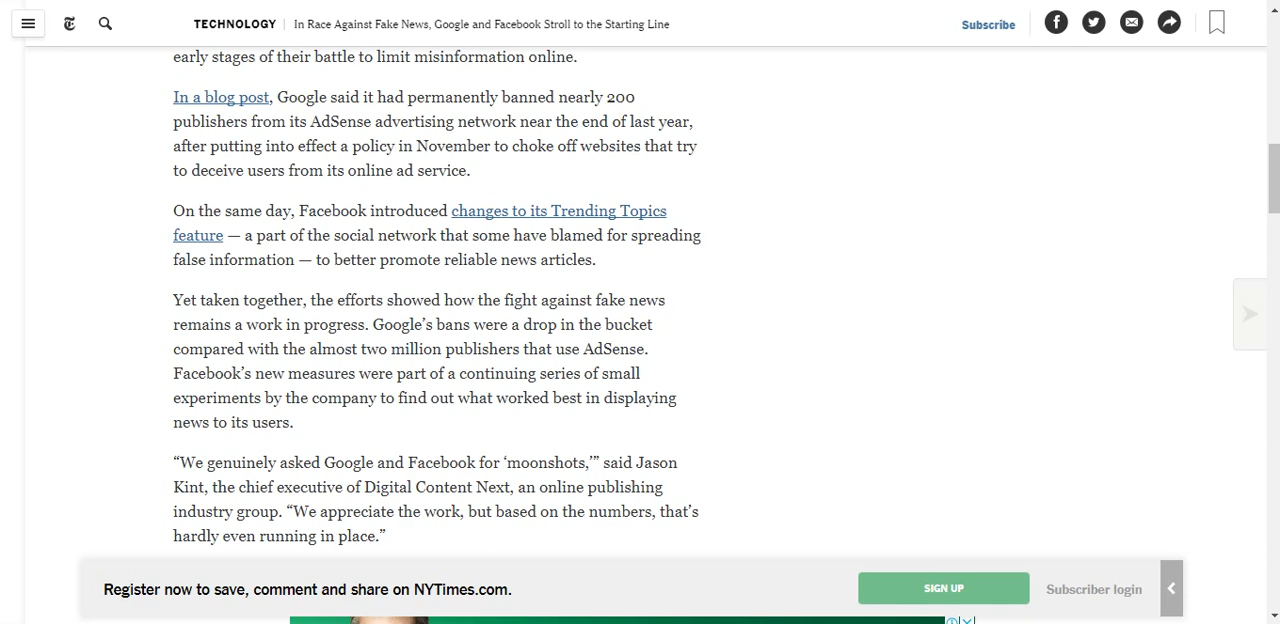 TECHNOLOGY | In Race Against Fake News, Google and Facebook Stroll to the Starting Line
Subscribe
early stages of their battle to limit misinformation online.
In a blog post, Google said it had permanently banned nearly 200
publishers from its AdSense advertising network near the end of last year,
after putting into effect a policy in November to choke off websites that try
to deceive users from its online ad service.
On the same day, Facebook introduced changes to its Trending Topics
feature — a part of the social network that some have blamed for spreading
false information — to better promote reliable news articles.
Yet taken together, the efforts showed how the fight against fake news
remains a work in progress. Google’s bans were a drop in the bucket
compared with the almost two million publishers that use AdSense.
Facebook’s new measures were part of a continuing series of small
experiments by the company to find out what worked best in displaying
news to its users.
“We genuinely asked Google and Facebook for ‘moonshots,’” said Jason
Kint, the chief executive of Digital Content Next, an online publishing
industry group. “We appreciate the work, but based on the numbers, that’s
hardly even running in place.”
Register now to save, comment and share on NYTimes.com.
SIGN UP
Subscriber login